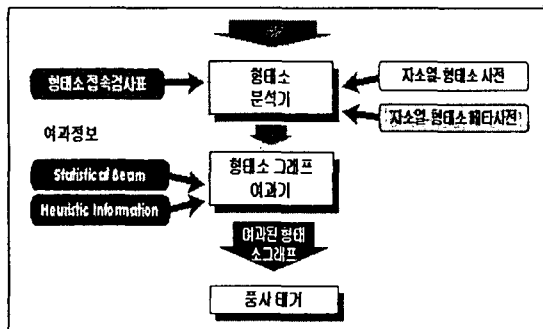 형태소 접속검사표
형태소
분석기
자소열-형태소 사전
자소열-형태소 메타사전
여과정보
Statistical Beam
Heuristic Information
형태소 그래프
여과기
여과된 형태
소그래프
품사 태거